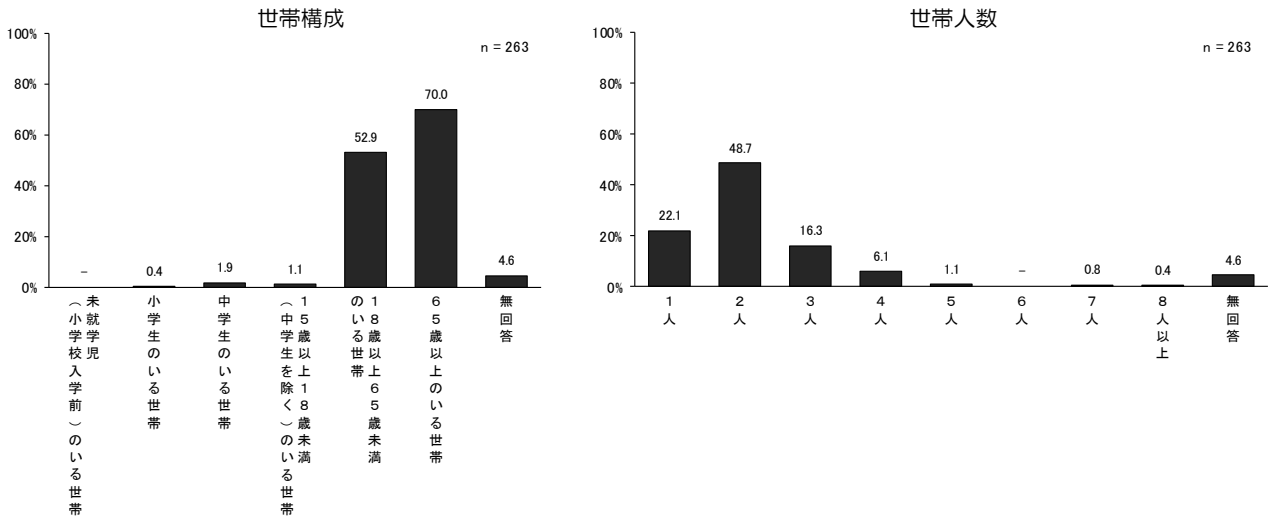 世帯構成
100%
80%
60%
40%
20%
0%
n = 263
–
0.4
1.9
1.1
52.9
70.0
4.6
未就学児
（小学校入学前）のいる世帯
小学生のいる世帯
中学生のいる世帯
１５歳以上１８歳未満
（中学生を除く）のいる世帯
１８歳以上６５歳未満
のいる世帯
６５歳以上のいる世帯
無回答
世帯人数
100%
80%
60%
40%
20%
0%
n = 263
22.1
48.7
16.3
6.1
1.1
–
0.8
0.4
4.6
１人
２人
３人
４人
５人
６人
７人
８人以上
無回答